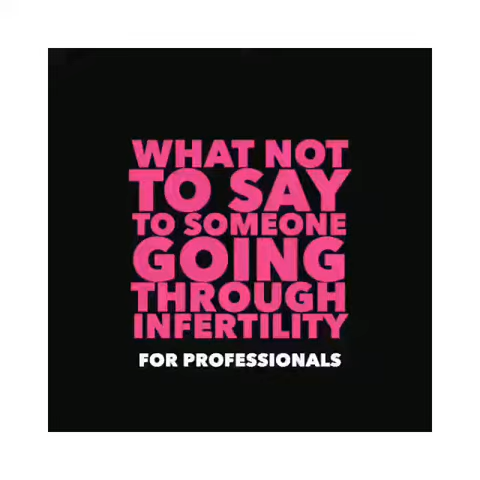 WHAT NOT
TO SAY
TO SOMEONE
GOING
THROUGH
INFERTILITY
FOR PROFESSIONALS